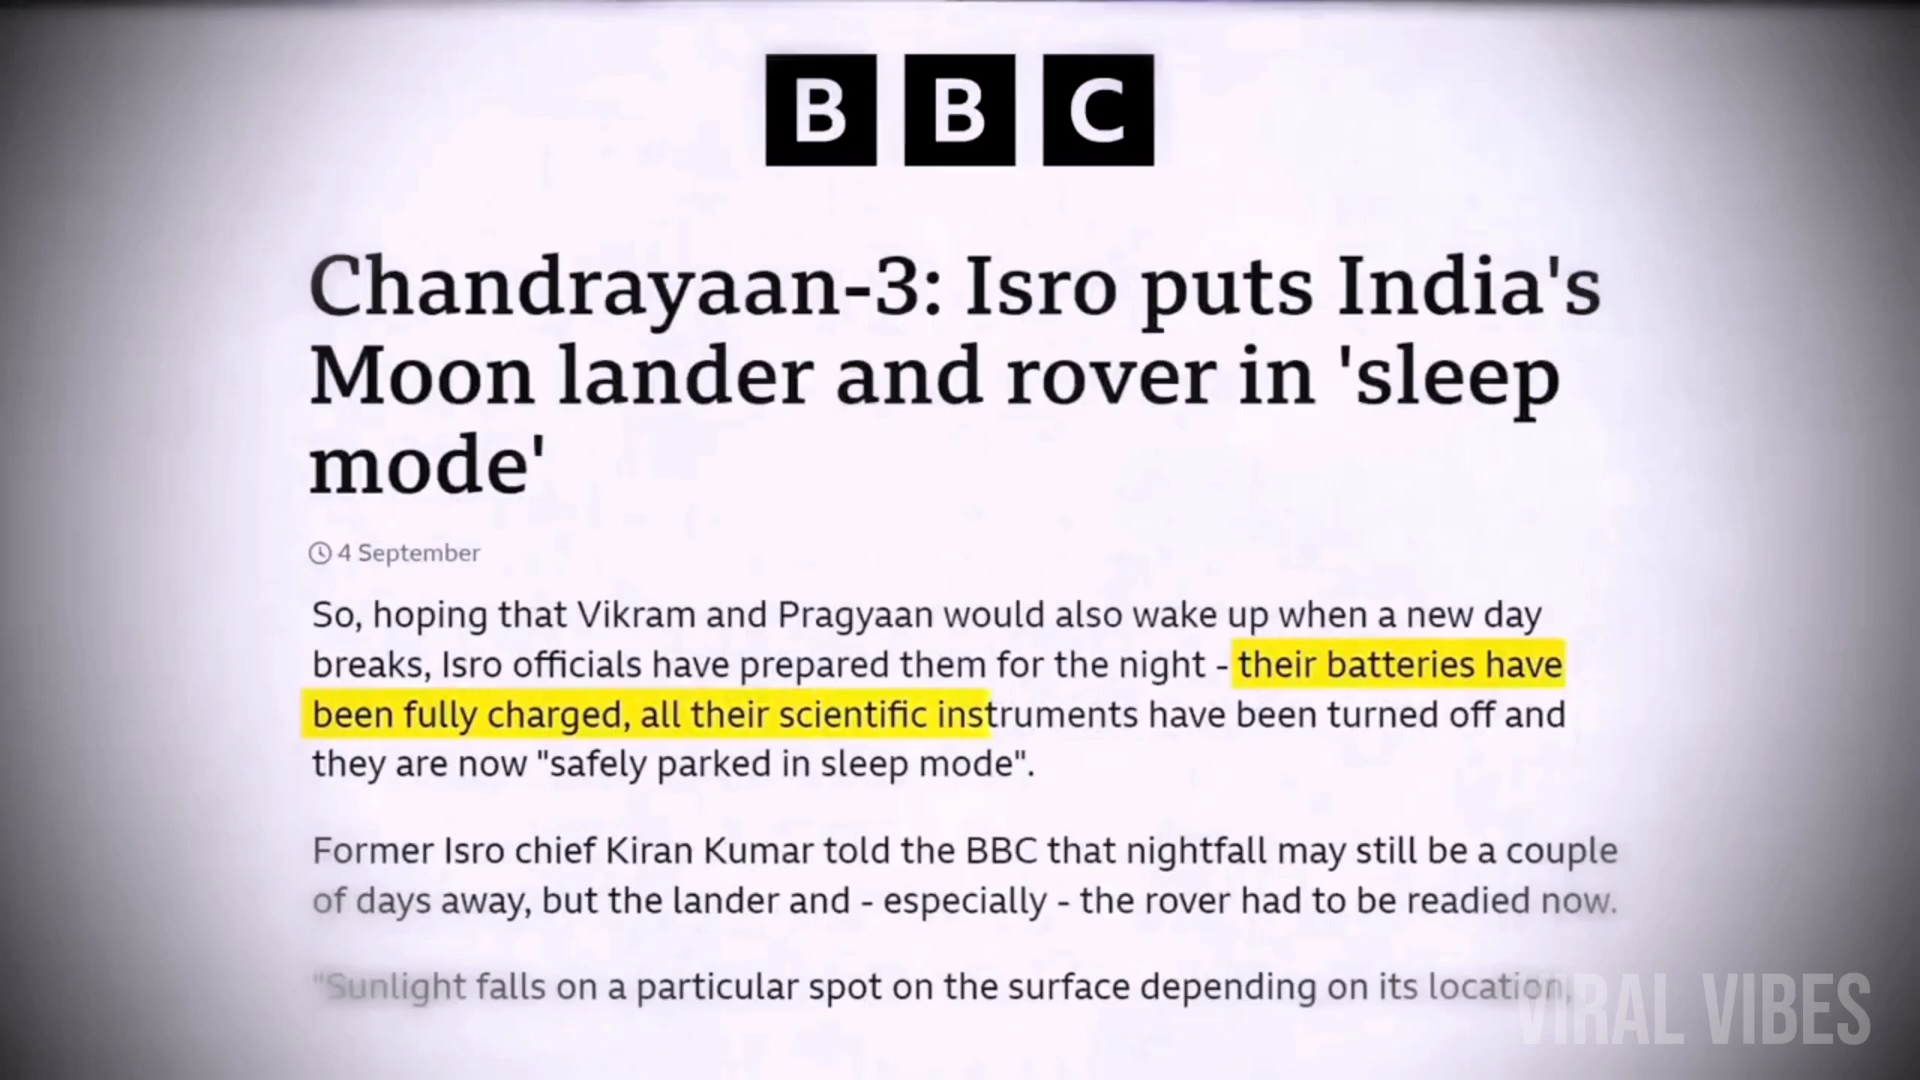 BBC
Chandrayaan-3: Isro puts India's
Moon lander and rover in 'sleep
mode'
4 September
So, hoping that Vikram and Pragyaan would also wake up when a new day
breaks, Isro officials have prepared them for the night - their batteries have
been fully charged, all their scientific instruments have been turned off and
they are now "safely parked in sleep mode".
Former Isro chief Kiran Kumar told the BBC that nightfall may still be a couple
of days away, but the lander and - especially - the rover had to be readied now.
"Sunlight falls on a particular spot on the surface depending on its location,
VIRAL VIBES